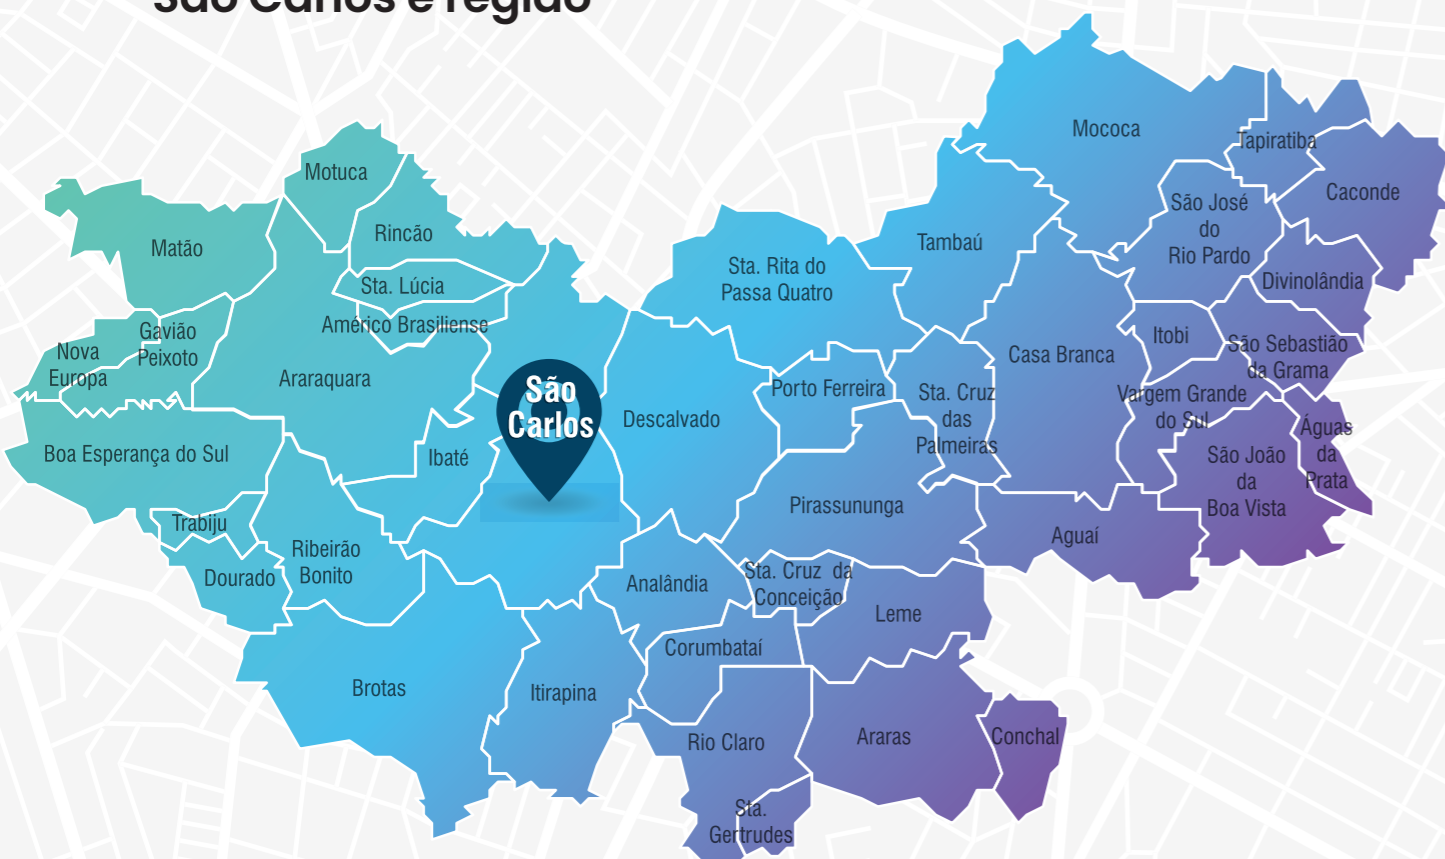 São Carlos e região
Mococa
Tapiratiba
Motuca
Caconde
São José
do
Rio Pardo
Rincão
Matão
Tambaú
Sta. Rita do
Passa Quatro
Divinolândia
Sta. Lúcia
Américo Brasiliense
Gavião
Peixoto
Itobi
Nova
Europa
São Sebastião
da Grama
Casa Branca
Araraquara
São
Carlos
Porto Ferreira
Sta. Cruz
das
Palmeiras
Vargem Grande
do Sul
Descalvado
Águas
da
Prata
Boa Esperança do Sul
Ibaté
São João
da
Boa Vista
Pirassununga
Trabiju
Aguaí
Ribeirão
Bonito
Dourado
Analândia
Sta. Cruz da
Conceição
Leme
Corumbataí
Brotas
Itirapina
Rio Claro
Araras
Conchal
Sta.
Gertrudes